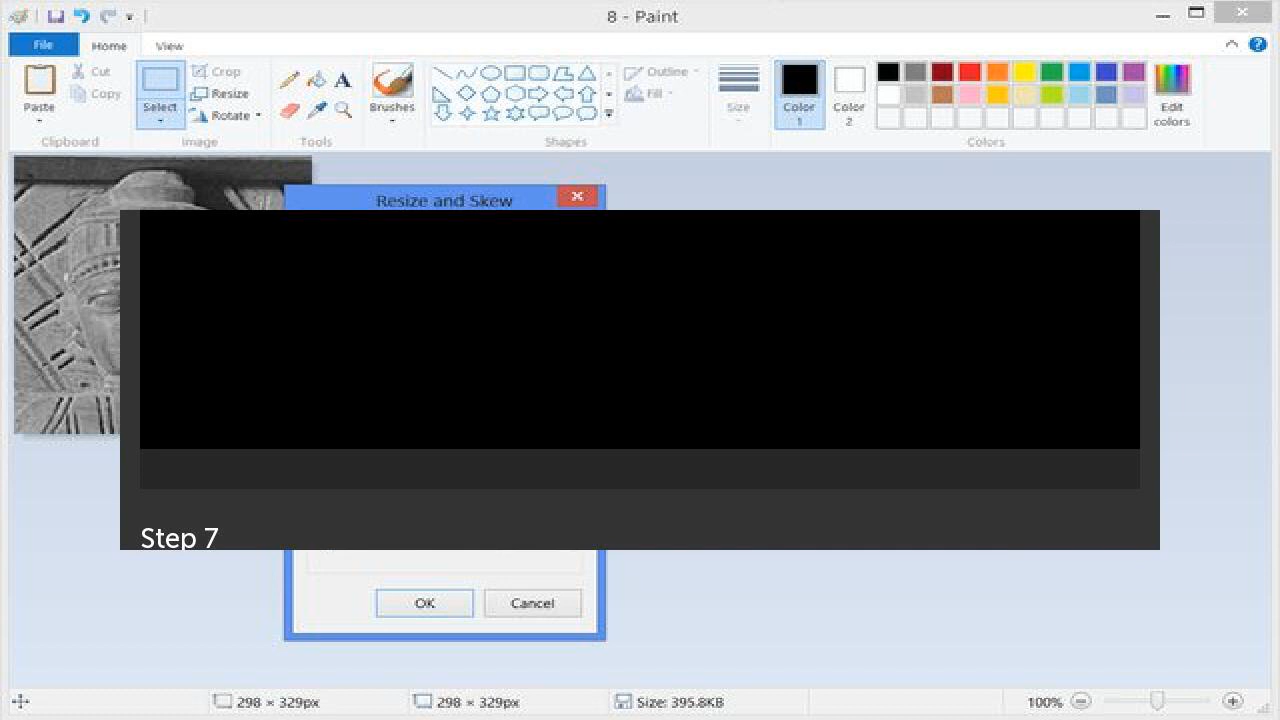 8 - Paint
File
Home
View
Paste
Cut
Copy
Clipboard
Select
Crop
Resize
Rotate
Image
A
Tools
Brushes
Shapes
Outline
Fill
Size
Color
1
Color
2
Colors
Edit
colors
Resize and Skew
Step 7
OK
Cancel
298 × 329px
298 × 329px
Size: 395.8KB
100%